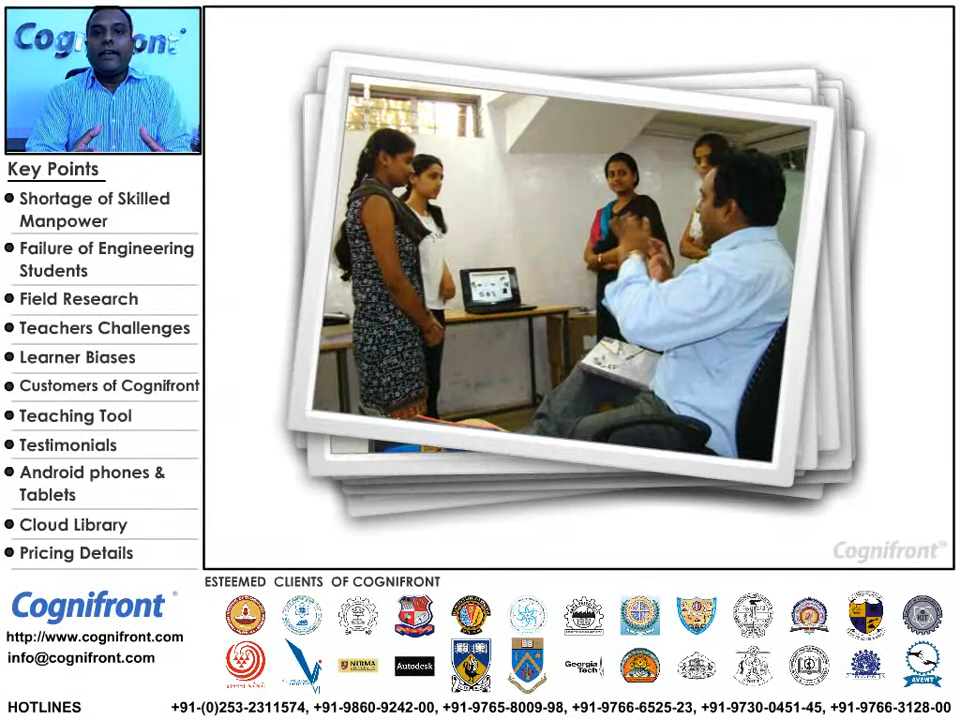 Cognifront®
Key Points
Shortage of Skilled
Manpower
Failure of Engineering
Students
Field Research
Teachers Challenges
Learner Biases
Customers of Cognifront
Teaching Tool
Testimonials
Android phones &
Tablets
Cloud Library
Pricing Details
Cognifront®
ESTEEMED CLIENTS OF COGNIFRONT
Cognifront®
http://www.cognifront.com
info@cognifront.com
NIRMA
Autodesk
Georgia
Tech
AVENT
HOTLINES
+91-(0)253-2311574, +91-9860-9242-00, +91-9765-8009-98, +91-9766-6525-23, +91-9730-0451-45, +91-9766-3128-00